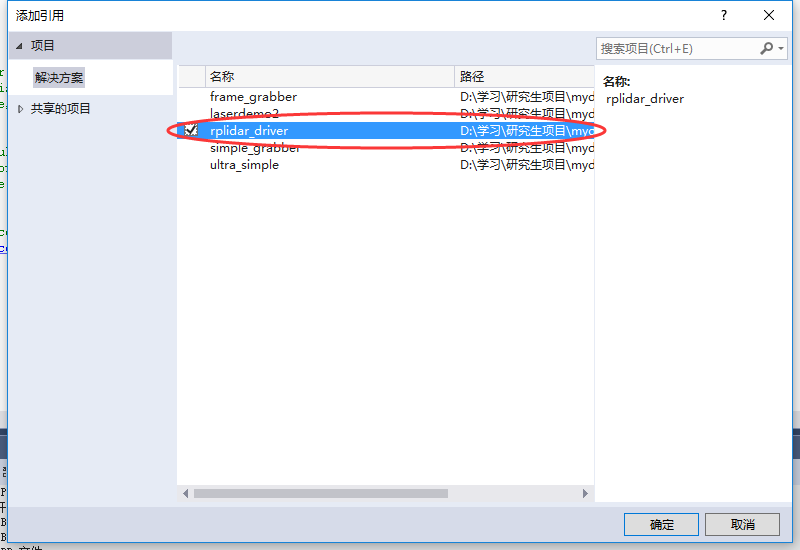 添加引用
?
项目
解决方案
共享的项目
搜索项目(Ctrl+E)
名称 路径
frame_grabber D:\学习\研究生项目\myd
laserdemo2 D:\学习\研究生项目\myd
rplidar_driver D:\学习\研究生项目\myd
simple_grabber D:\学习\研究生项目\myd
ultra_simple D:\学习\研究生项目\myd
名称:
rplidar_driver
确定 取消